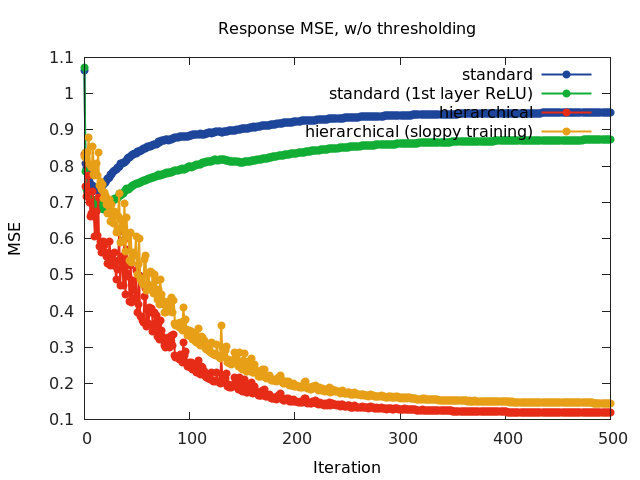 Response MSE, w/o thresholding
1.1
1
0.9
0.8
0.7
0.6
0.5
0.4
0.3
0.2
0.1
MSE
standard
standard (1st layer ReLU)
hierarchical
hierarchical (sloppy training)
0 100 200 300 400 500
Iteration